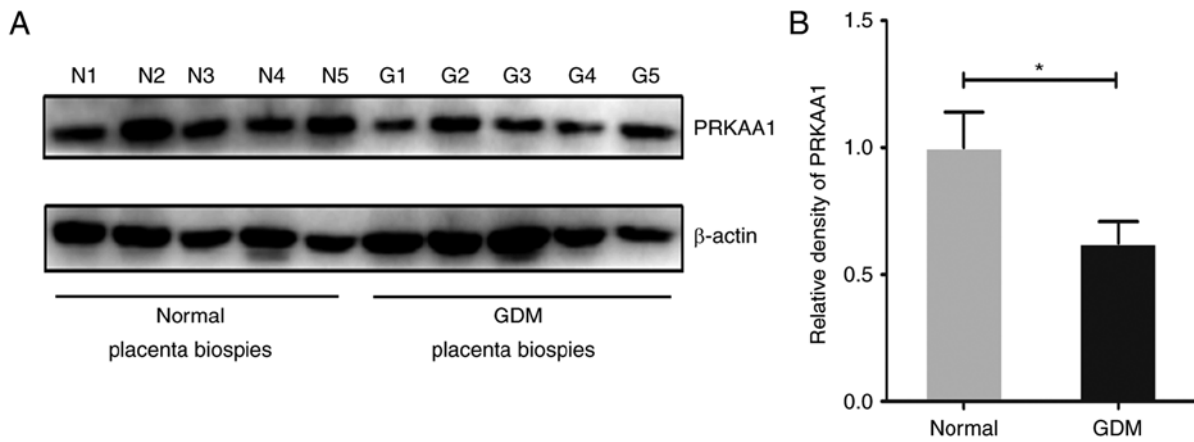 A
N1 N2 N3 N4 N5 G1 G2 G3 G4 G5
PRKAA1
β-actin
Normal
placenta biospies
GDM
placenta biospies
B
Relative density of PRKAA1
1.5
1.0
0.5
0.0
*
Normal
GDM